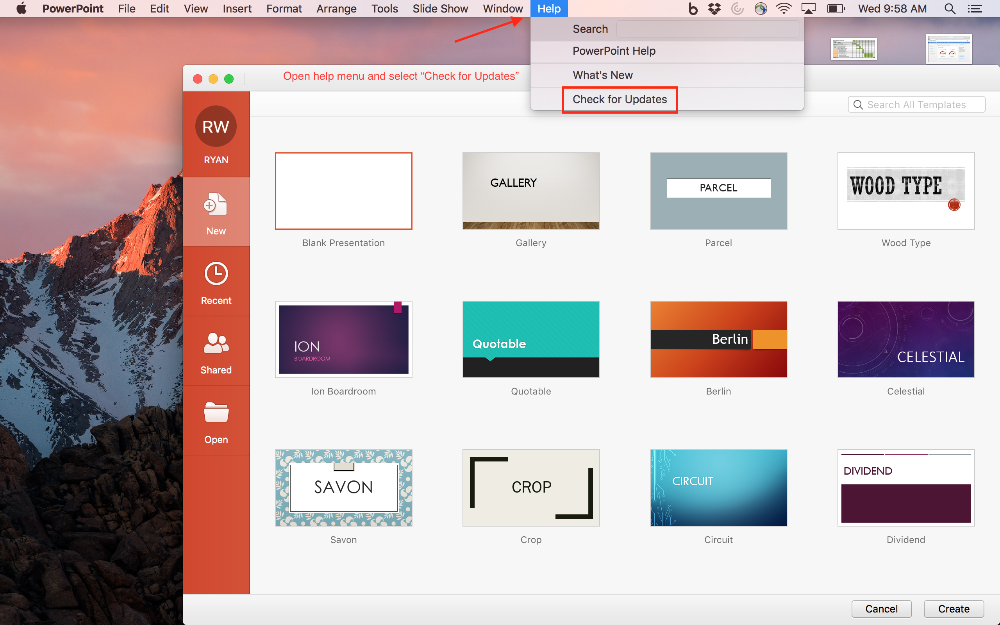 PowerPoint File Edit View Insert Format Arrange Tools Slide Show Window Help Wed 9:58 AM
Search
PowerPoint Help
What's New
Check for Updates
Open help menu and select “Check for Updates”
Search All Templates
RW
RYAN
New
Recent
Shared
Open
GALLERY
PARCEL
WOOD TYPE
Blank Presentation
Gallery
Parcel
Wood Type
ION
BOARDROOM
Quotable
Berlin
CELESTIAL
Ion Boardroom
Quotable
Berlin
Celestial
SAVON
CROP
CIRCUIT
DIVIDEND
Savon
Crop
Circuit
Dividend
Cancel
Create